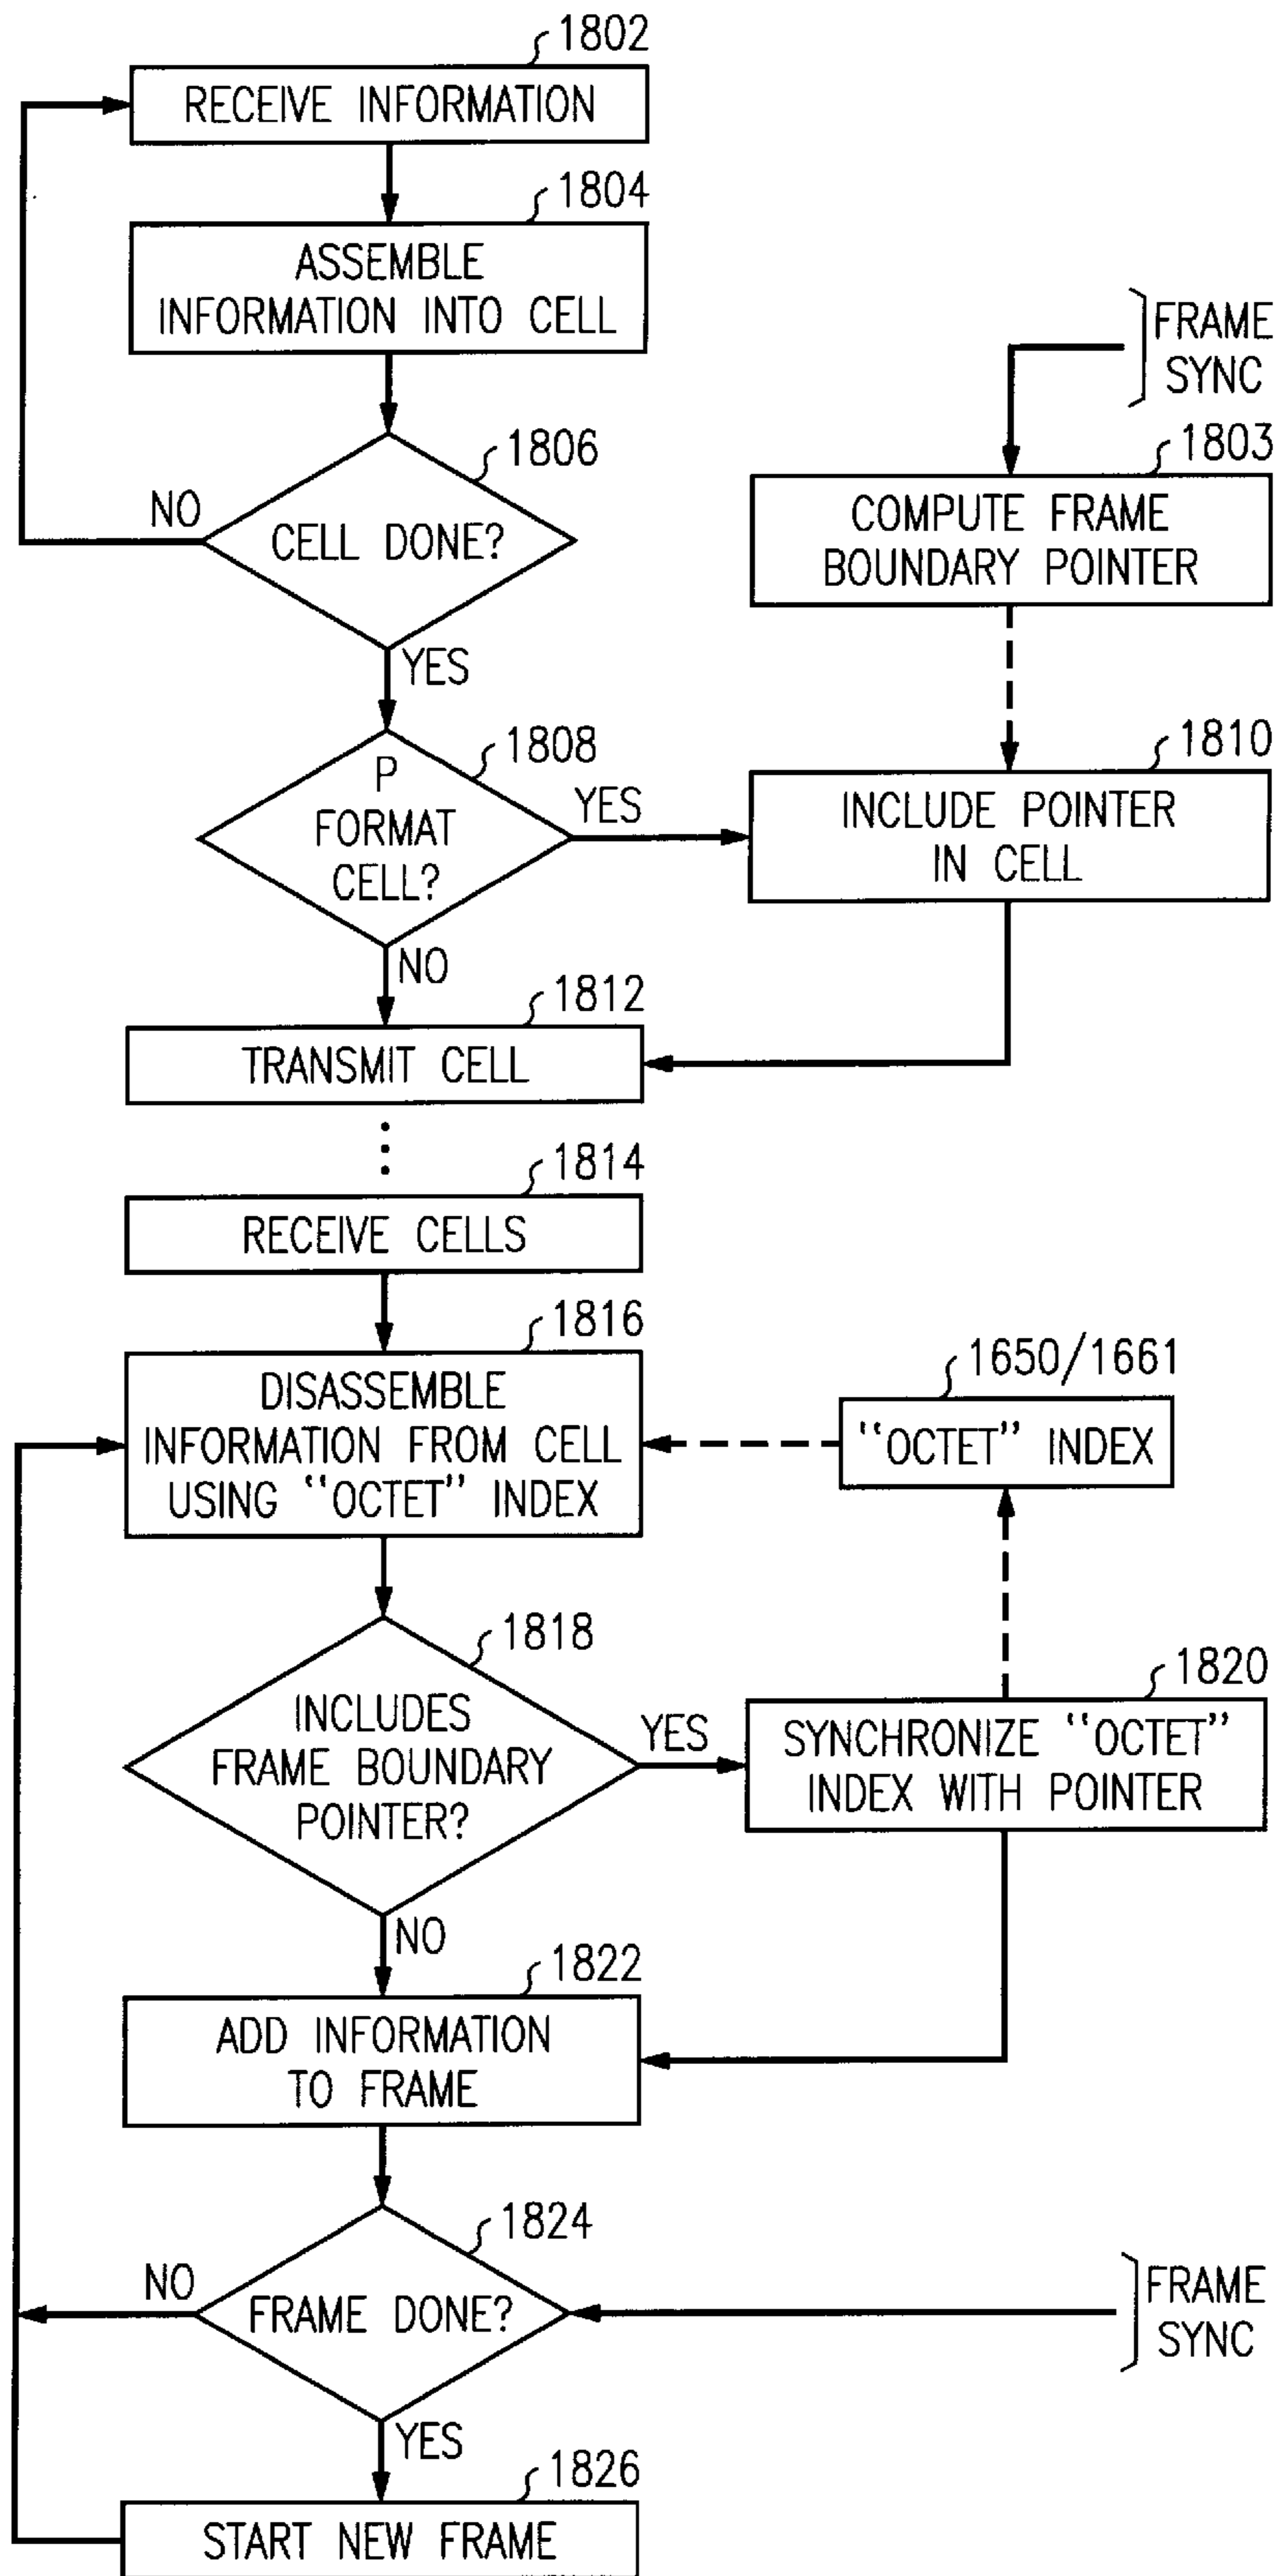 1802
RECEIVE INFORMATION
1804
ASSEMBLE
INFORMATION INTO CELL
FRAME
SYNC
1803
COMPUTE FRAME
BOUNDARY POINTER
1806
NO
CELL DONE?
YES
1808
P
FORMAT
CELL?
YES
1810
INCLUDE POINTER
IN CELL
NO
1812
TRANSMIT CELL
1814
RECEIVE CELLS
1816
DISASSEMBLE
INFORMATION FROM CELL
USING "OCTET" INDEX
1650/1661
"OCTET" INDEX
1818
INCLUDES
FRAME BOUNDARY
POINTER?
YES
1820
SYNCHRONIZE "OCTET"
INDEX WITH POINTER
NO
1822
ADD INFORMATION
TO FRAME
1824
NO
FRAME DONE?
FRAME
SYNC
YES
1826
START NEW FRAME